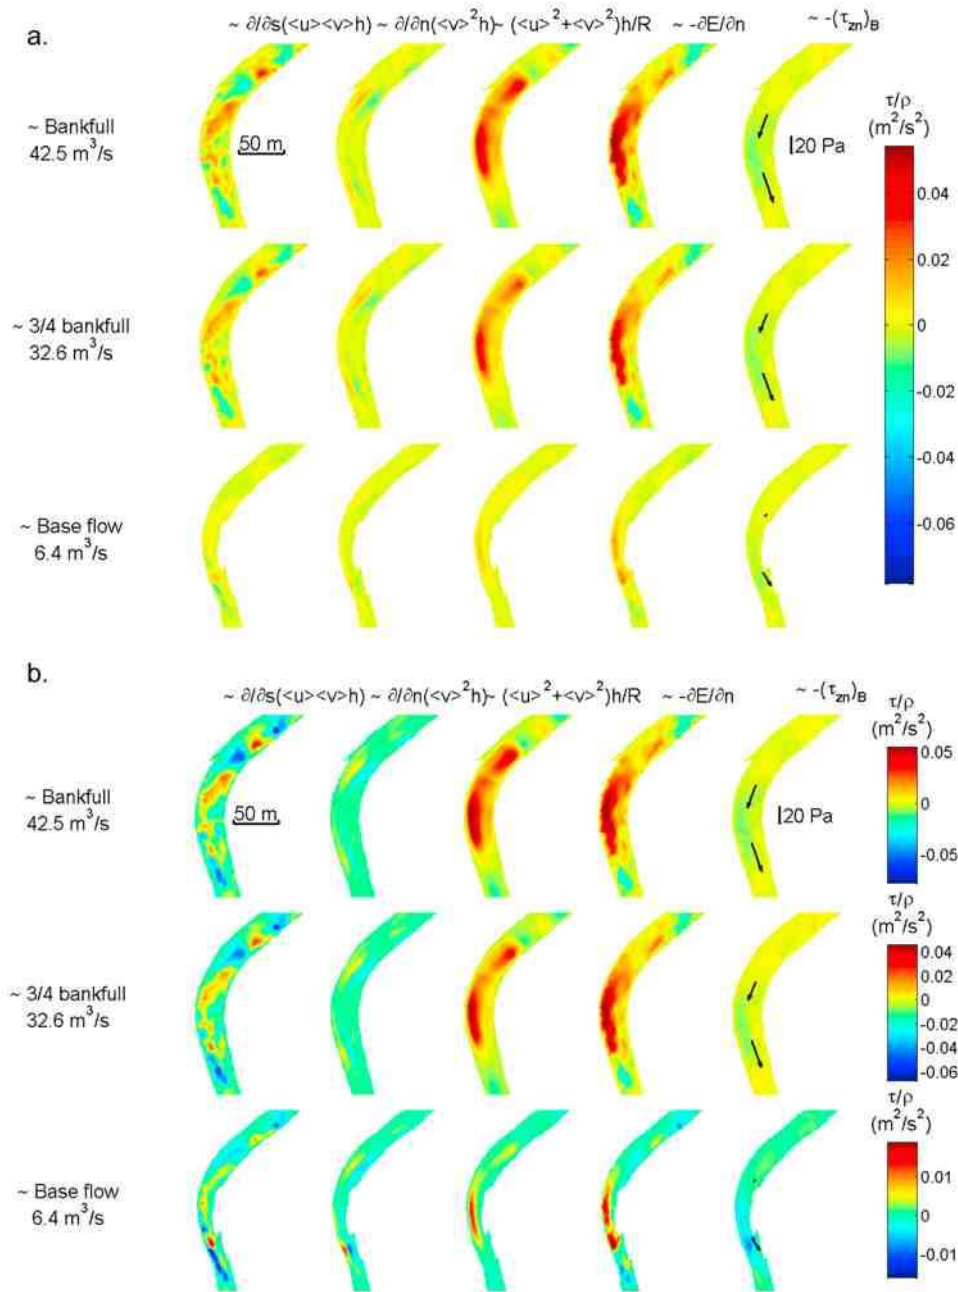 a.
~ ∂/∂s(<u><v>h) ~ ∂/∂n(<v>²h)~ (<u>²+<v>²)h/R ~ -∂E/∂n ~ -(τzn)B
~ Bankfull
42.5 m³/s
50 m
20 Pa
τ/ρ
(m²/s²)
0.04
0.02
0
-0.02
-0.04
-0.06
~ 3/4 bankfull
32.6 m³/s
~ Base flow
6.4 m³/s
b.
~ ∂/∂s(<u><v>h) ~ ∂/∂n(<v>²h)~ (<u>²+<v>²)h/R ~ -∂E/∂n ~ -(τzn)B
~ Bankfull
42.5 m³/s
50 m
20 Pa
τ/ρ
(m²/s²)
0.05
0
-0.05
~ 3/4 bankfull
32.6 m³/s
τ/ρ
(m²/s²)
0.04
0.02
0
-0.02
-0.04
-0.06
~ Base flow
6.4 m³/s
τ/ρ
(m²/s²)
0.01
0
-0.01